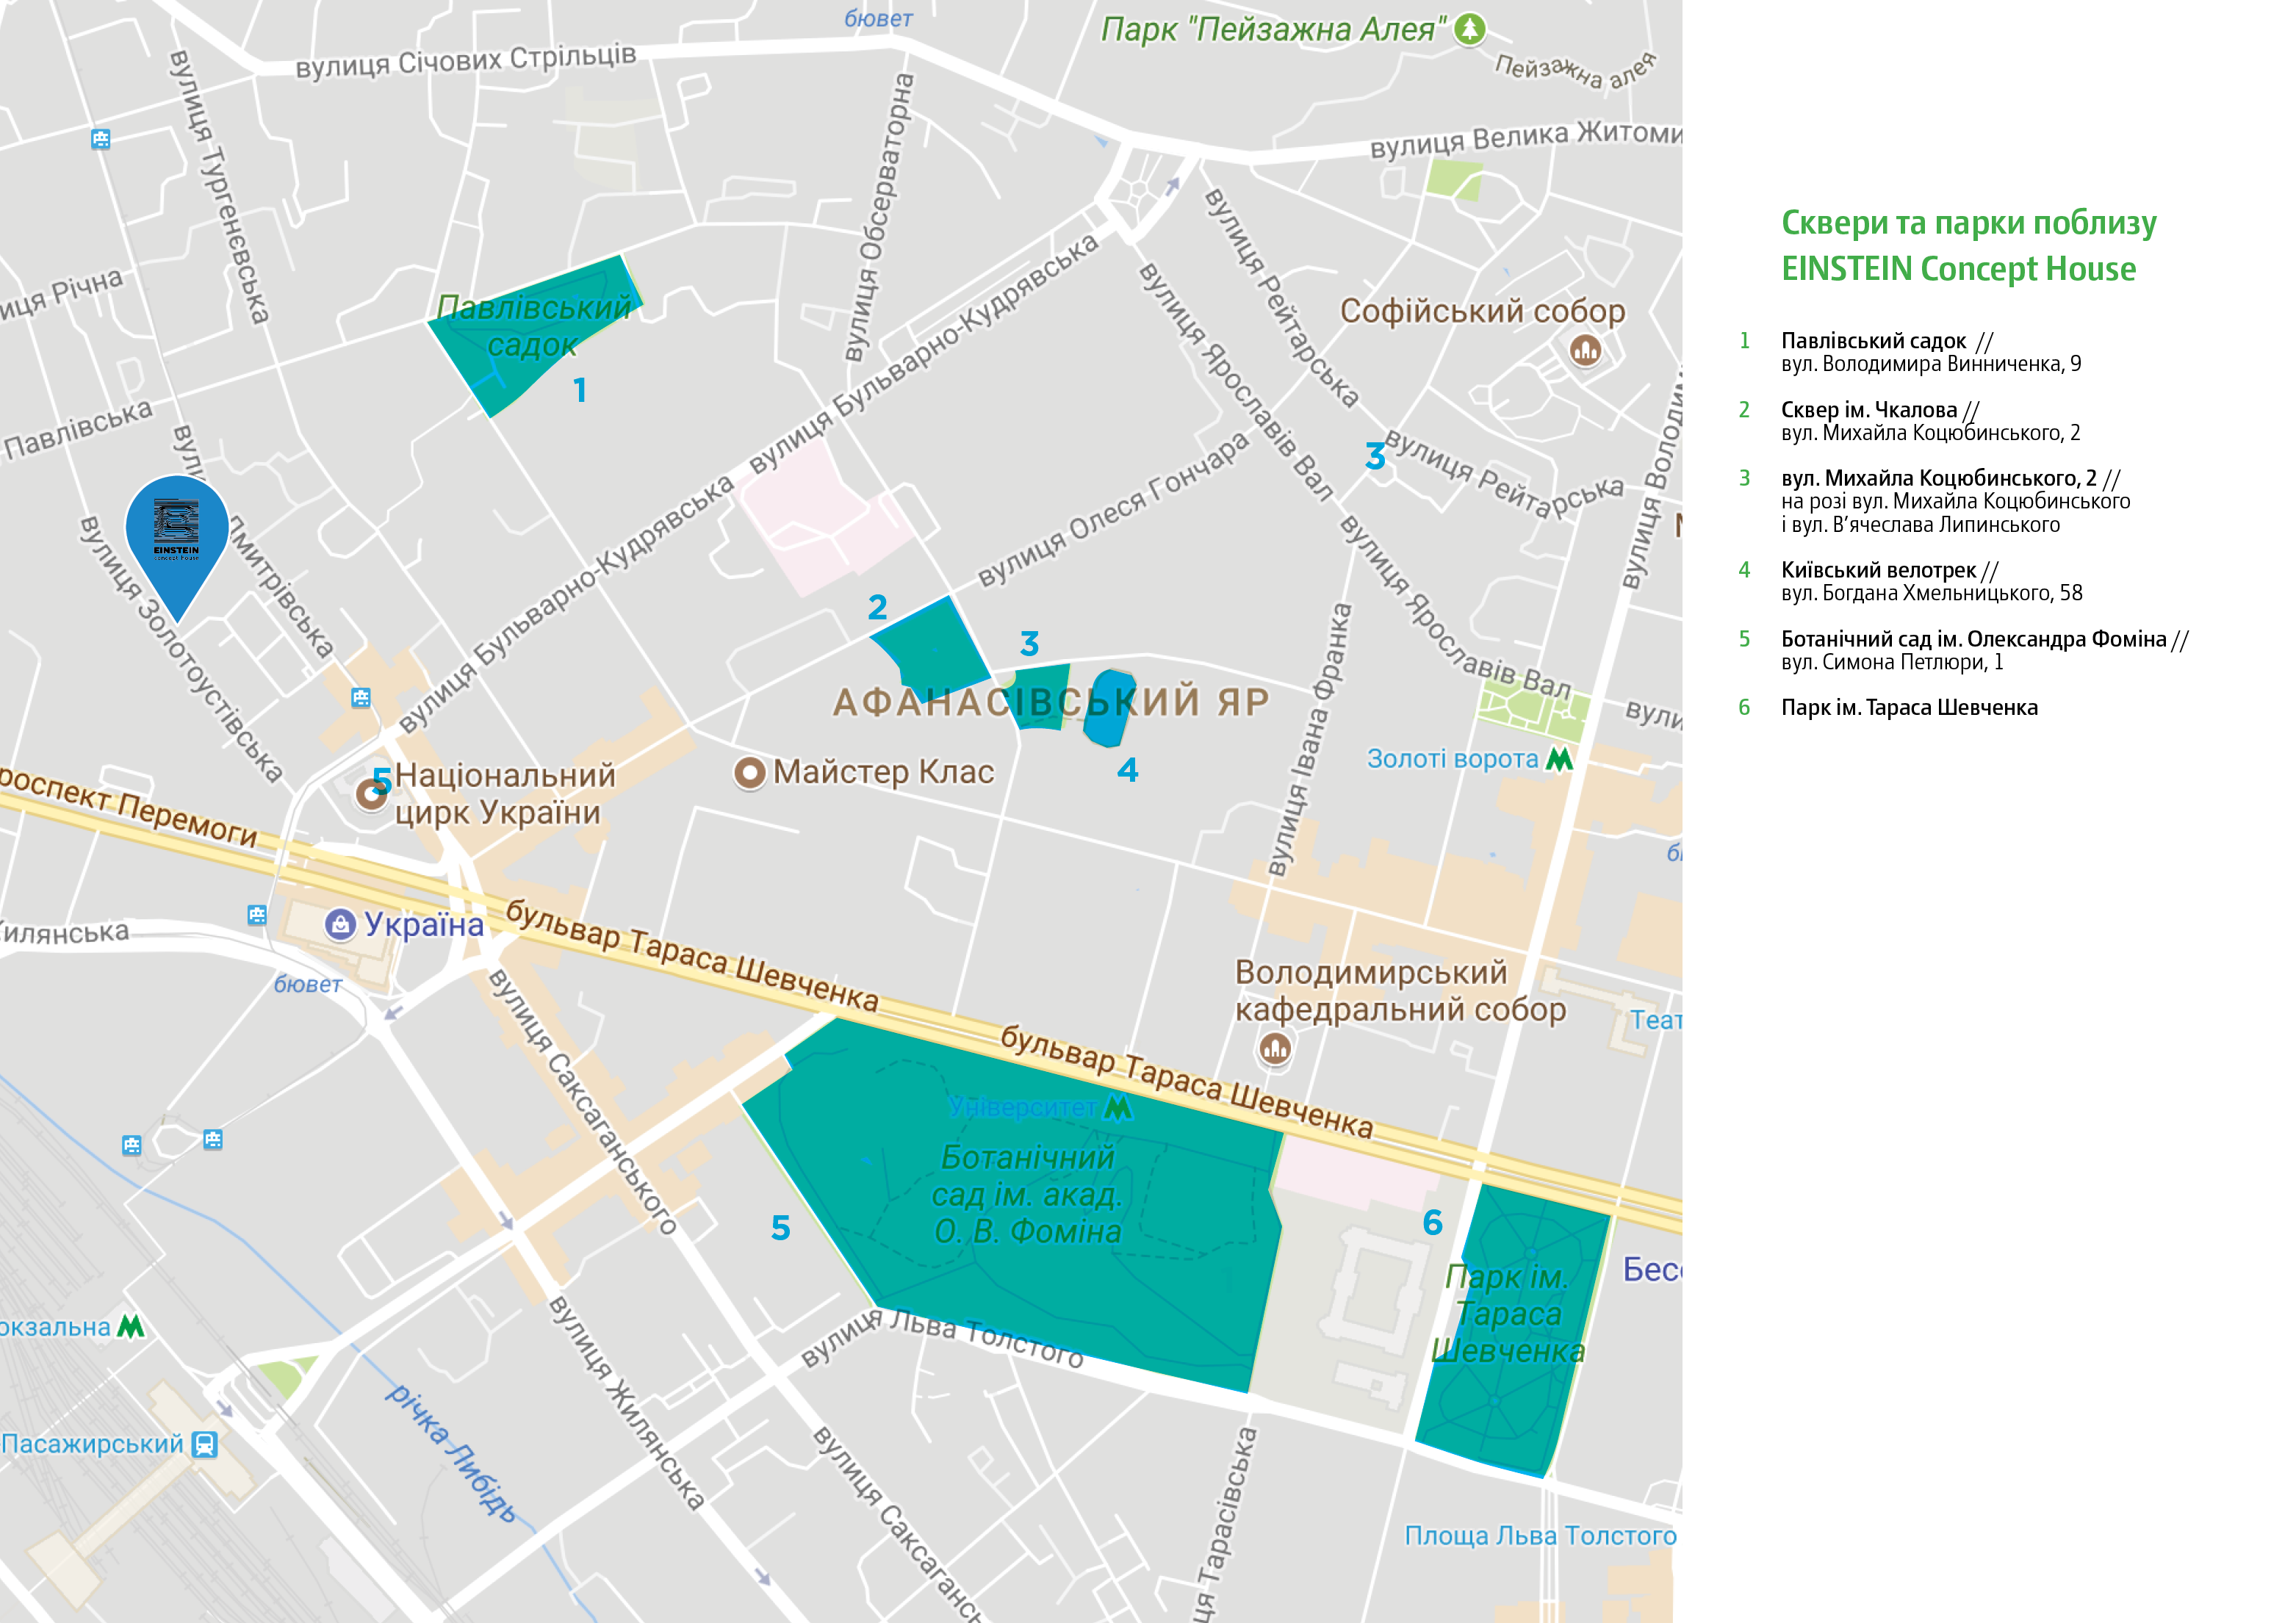 бювет
Парк "Пейзажна Алея"
Пейзажна алея
вулиця Січових Стрільців
вулиця Тургенєвська
вулиця Обсерваторна
вулиця Велика Житоми
вулиця Рейтарська
вулиця Бульварно-Кудрявська
вулиця Ярославів Вал
Софійський собор
иця Річна
Павлівський
садок
1
Павлівська
вули
Дмитрівська
вулиця Золотоустівська
EINSTEIN
Concept House
вулиця Бульварно-Кудрявська
вулиця Олеся Гончара
3
вулиця Рейтарська
вулиця Володим
вулиця Ярославів Вал
вулиця Івана Франка
2
3
АФАНАСІВСЬКИЙ ЯР
4
вули
Золоті ворота
Майстер Клас
5
Національний
цирк України
роспект Перемоги
Україна
илянська
бювет
бульвар Тараса Шевченка
бульвар Тараса Шевченка
Володимирський
кафедральний собор
Теат
вулиця Саксаганського
Університет
Ботанічний
сад ім. акад.
О. В. Фоміна
5
6
Парк ім.
Тараса
Шевченка
Бесс
вулиця Льва Толстого
окзальна
вулиця Жилянська
річка Либідь
Пасажирський
вулиця Саксагансь
ця Тарасівська
Площа Льва Толстого
Сквери та парки поблизу
EINSTEIN Concept House
1 Павлівський садок //
вул. Володимира Винниченка, 9
2 Сквер ім. Чкалова //
вул. Михайла Коцюбинського, 2
3 вул. Михайла Коцюбинського, 2 //
на розі вул. Михайла Коцюбинського
і вул. В’ячеслава Липинського
4 Київський велотрек //
вул. Богдана Хмельницького, 58
5 Ботанічний сад ім. Олександра Фоміна //
вул. Симона Петлюри, 1
6 Парк ім. Тараса Шевченка